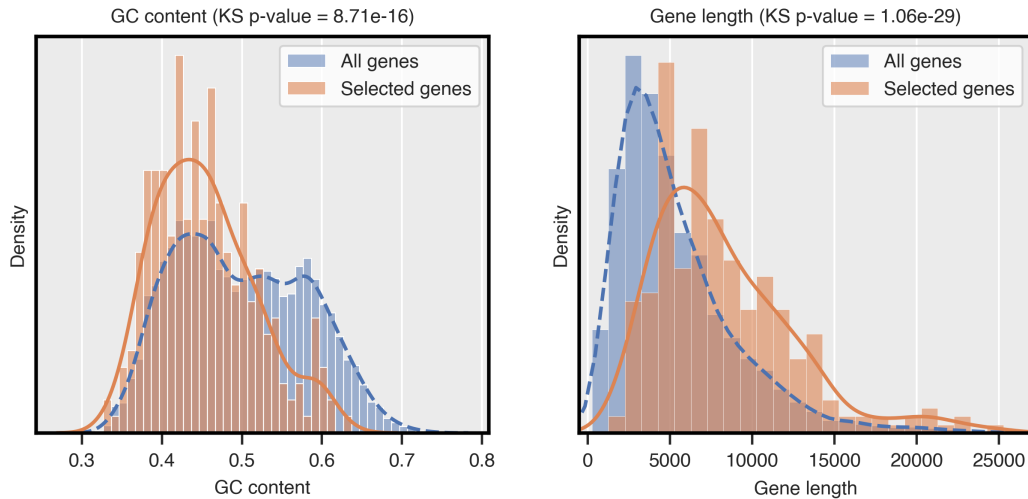 GC content (KS p-value = 8.71e-16)
All genes
Selected genes
Density
0.3 0.4 0.5 0.6 0.7 0.8
GC content
Gene length (KS p-value = 1.06e-29)
All genes
Selected genes
Density
0 5000 10000 15000 20000 25000
Gene length